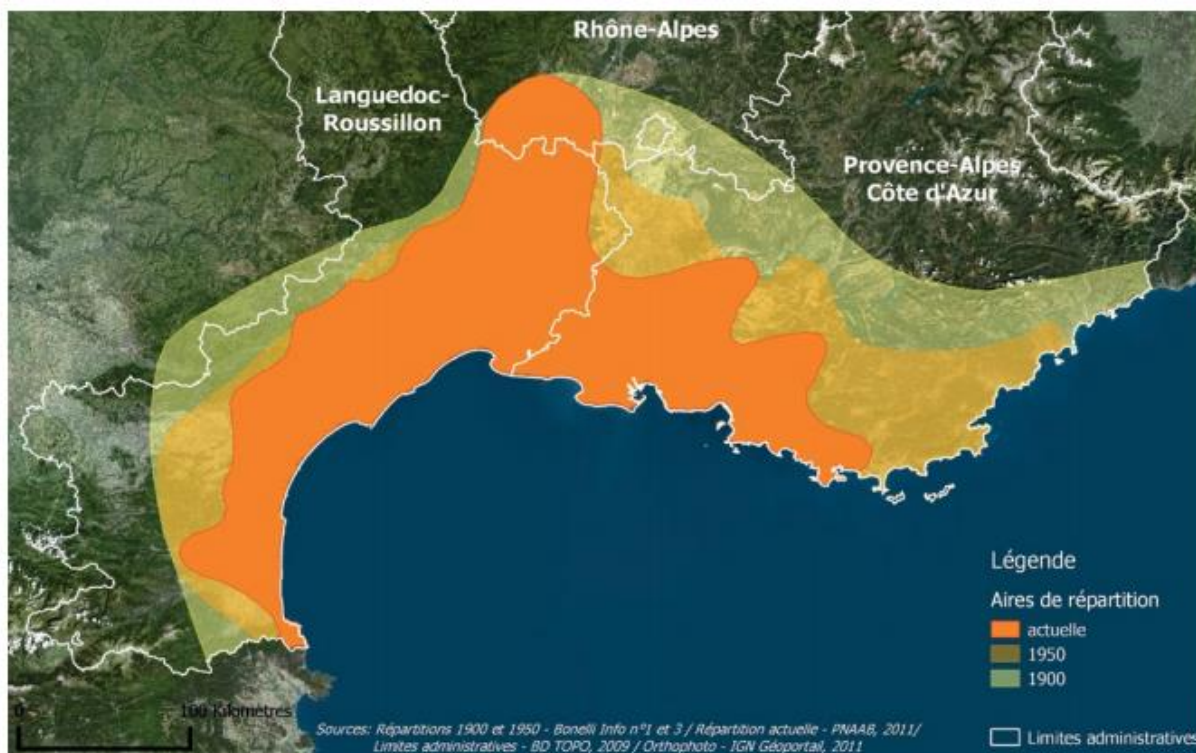 Rhône-Alpes
Languedoc-
Roussillon
Provence-Alpes
Côte d'Azur
Légende
Aires de répartition
actuelle
1950
1900
0
100 Kilomètres
Sources: Répartitions 1900 et 1950 - Bonelli Info n°1 et 3 / Répartition actuelle - PNAAB, 2011/
Limites administratives - BD TOPO, 2009 / Orthophoto - IGN Géoportail, 2011
Limites administratives